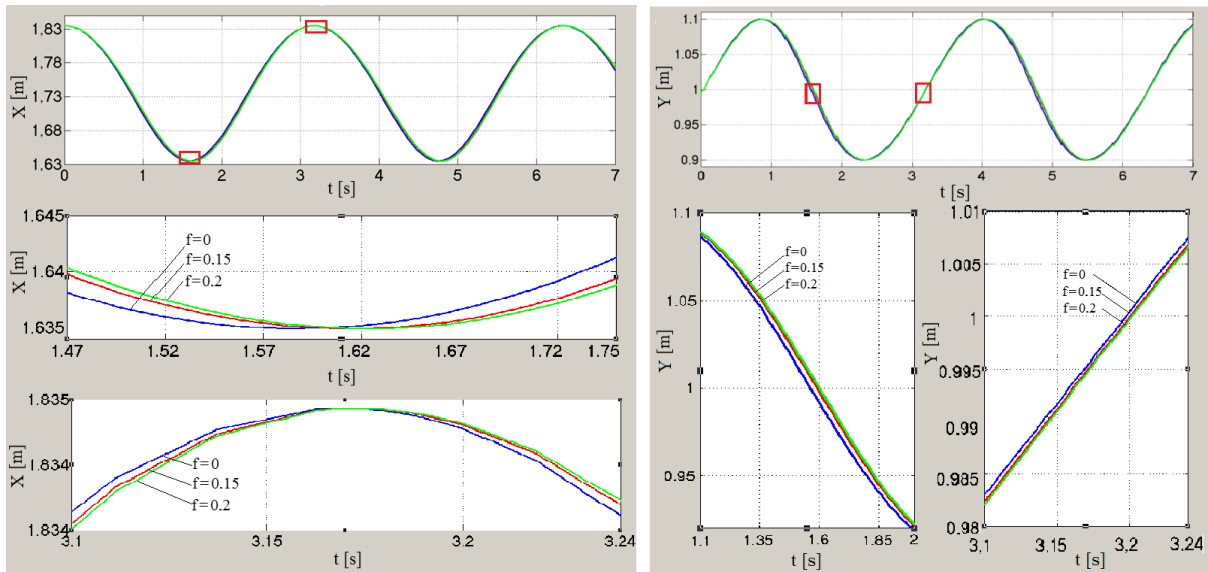 X [m]
1.83
1.78
1.73
1.68
1.63
0 1 2 3 4 5 6 7
t [s]
X [m]
1.645
1.64
1.635
f=0
f=0.15
f=0.2
1.47 1.52 1.57 1.62 1.67 1.72 1.75
t [s]
X [m]
1.835
1.834
1.834
f=0
f=0.15
f=0.2
3.1 3.15 3.2 3.24
t [s]
Y [m]
1.1
1.05
1
0.95
0.9
0 1 2 3 4 5 6 7
t [s]
Y [m]
1.1
1.05
1
0.95
f=0
f=0.15
f=0.2
1.1 1.35 1.6 1.85 2
t [s]
Y [m]
1.01
1.005
1
0.995
0.99
0.985
0.98
f=0
f=0.15
f=0.2
3,1 3.15 3,2 3.24
t [s]